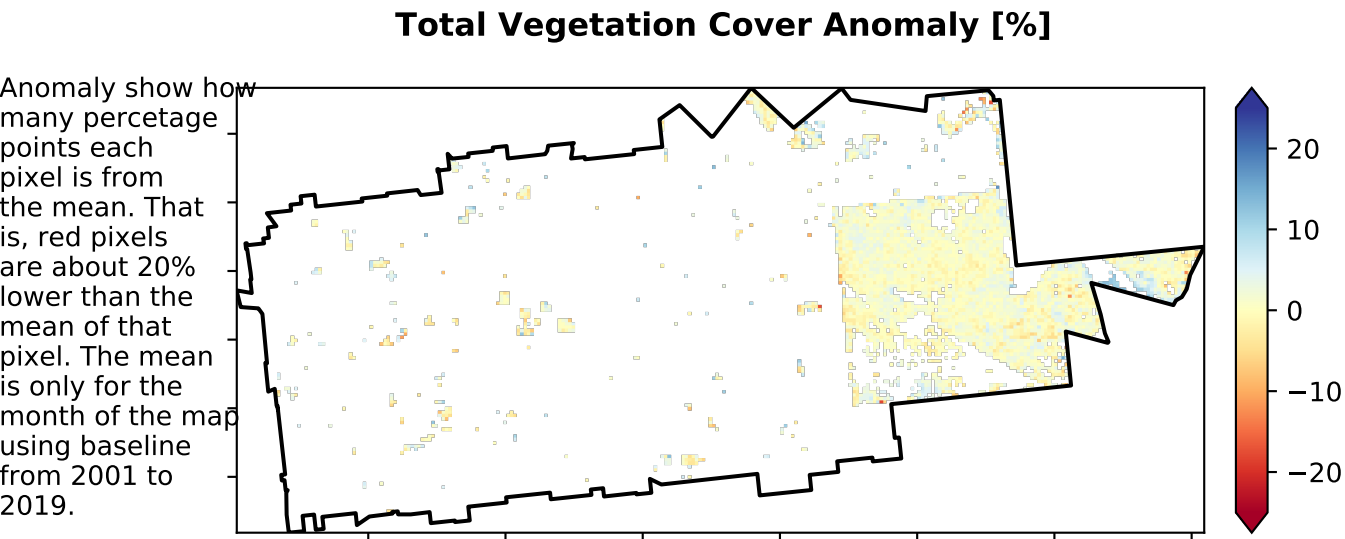 Total Vegetation Cover Anomaly [%]
Anomaly show how
many percetage
points each
pixel is from
the mean. That
is, red pixels
are about 20%
lower than the
mean of that
pixel. The mean
is only for the
month of the map
using baseline
from 2001 to
2019.
20
10
0
−10
−20